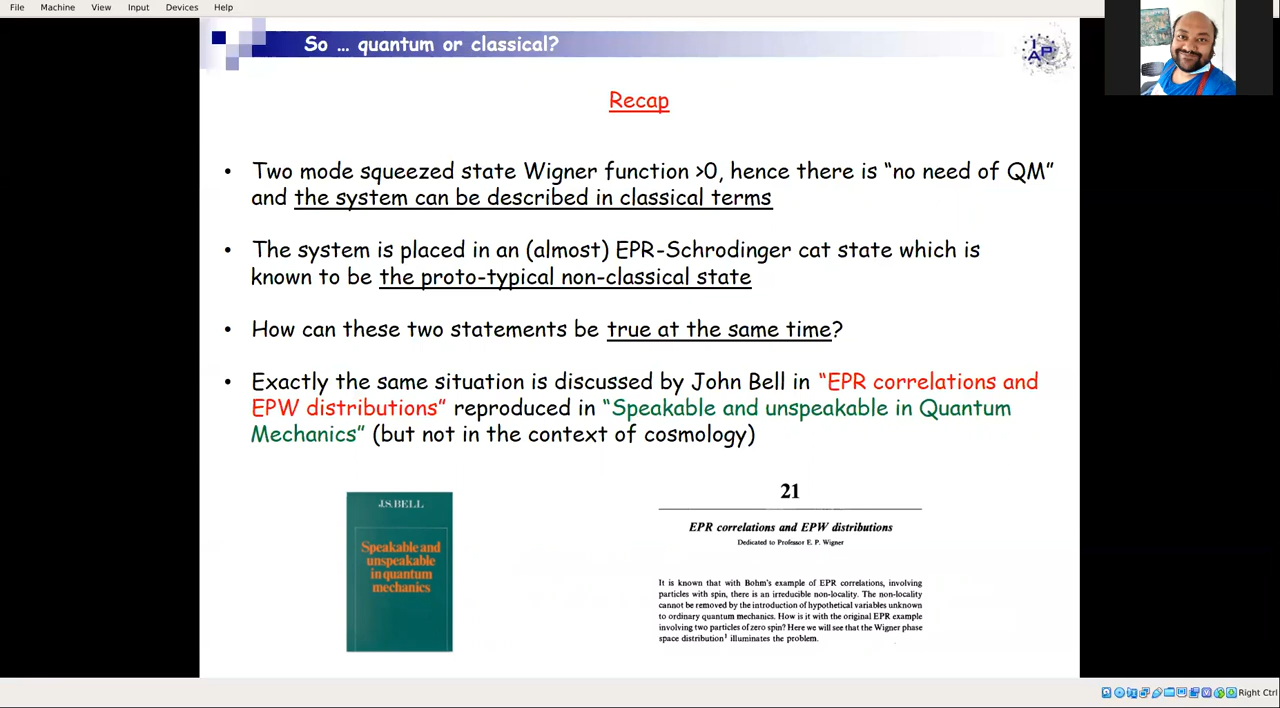 File Machine View Input Devices Help
So … quantum or classical?
IAP
Recap
• Two mode squeezed state Wigner function >0, hence there is “no need of QM”
and the system can be described in classical terms
• The system is placed in an (almost) EPR-Schrodinger cat state which is
known to be the proto-typical non-classical state
• How can these two statements be true at the same time?
• Exactly the same situation is discussed by John Bell in “EPR correlations and
EPW distributions” reproduced in “Speakable and unspeakable in Quantum
Mechanics” (but not in the context of cosmology)
J.S. BELL
Speakable and
unspeakable
in quantum
mechanics
21
EPR correlations and EPW distributions
Dedicated to Professor E. P. Wigner
It is known that with Bohm's example of EPR correlations, involving
particles with spin, there is an irreducible non-locality. The non-locality
cannot be removed by the introduction of hypothetical variables unknown
to ordinary quantum mechanics. How is it with the original EPR example
involving two particles of zero spin? Here we will see that the Wigner phase
space distribution¹ illuminates the problem.
Right Ctrl